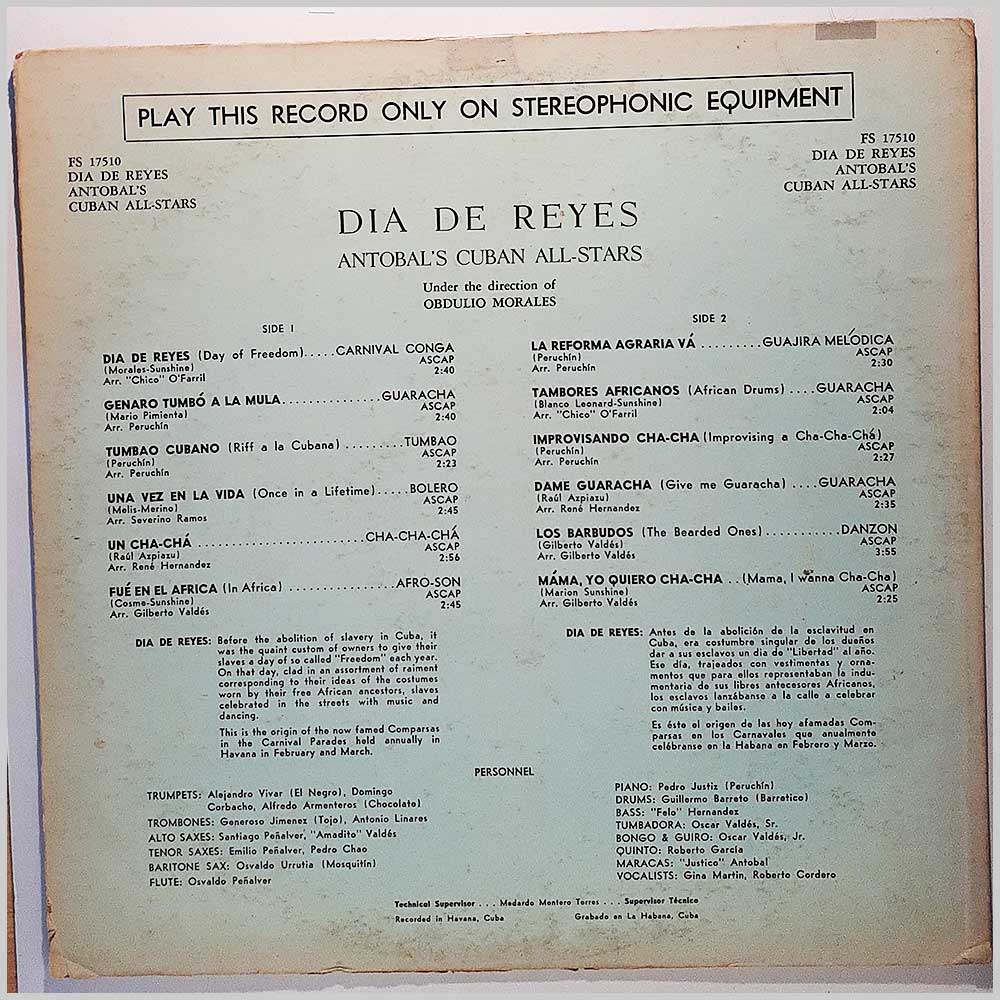 PLAY THIS RECORD ONLY ON STEREOPHONIC EQUIPMENT
FS 17510
DIA DE REYES
ANTOBAL'S
CUBAN ALL-STARS
FS 17510
DIA DE REYES
ANTOBAL'S
CUBAN ALL-STARS
DIA DE REYES
ANTOBAL'S CUBAN ALL-STARS
Under the direction of
OBDULIO MORALES
SIDE 1
DIA DE REYES (Day of Freedom).....CARNIVAL CONGA
(Morales-Sunshine) ASCAP
Arr. "Chico" O'Farril 2:40
GENARO TUMBÓ A LA MULA...............GUARACHA
(Mario Pimienta) ASCAP
Arr. Peruchin 2:40
TUMBAO CUBANO (Riff a la Cubana) .........TUMBAO
(Peruchín) ASCAP
Arr. Peruchín 2:23
UNA VEZ EN LA VIDA (Once in a Lifetime).....BOLERO
(Melis-Merino) ASCAP
Arr. Severino Ramos 2:45
UN CHA-CHÁ ......................CHA-CHA-CHÁ
(Raúl Azpiazu) ASCAP
Arr. René Hernandez 2:56
FUÉ EN EL AFRICA (In Africa) ................AFRO-SON
(Cosme-Sunshine) ASCAP
Arr. Gilberto Valdés 2:45
SIDE 2
LA REFORMA AGRARIA VÁ .........GUAJIRA MELÓDICA
(Peruchín) ASCAP
Arr. Peruchín 2:30
TAMBORES AFRICANOS (African Drums) ....GUARACHA
(Blanco Leonard-Sunshine) ASCAP
Arr. "Chico" O'Farril 2:04
IMPROVISANDO CHA-CHA (Improvising a Cha-Cha-Chá)
(Peruchín) ASCAP
Arr. Peruchín 2:27
DAME GUARACHA (Give me Guaracha) ....GUARACHA
(Raúl Azpiazu) ASCAP
Arr. René Hernandez 2:35
LOS BARBUDOS (The Bearded Ones) ...........DANZON
(Gilberto Valdés) ASCAP
Arr. Gilberto Valdés 3:55
MÁMA, YO QUIERO CHA-CHA .. (Mama, I wanna Cha-Cha)
(Marion Sunshine) ASCAP
Arr. Gilberto Valdés 2:25
DIA DE REYES: Before the abolition of slavery in Cuba, it
was the quaint custom of owners to give their
slaves a day of so called "Freedom" each year.
On that day, clad in an assortment of raiment
corresponding to their ideas of the costumes
worn by their free African ancestors, slaves
celebrated in the streets with music and
dancing.
This is the origin of the now famed Comparsas
in the Carnival Parades held annually in
Havana in February and March.
DIA DE REYES: Antes de la abolición de la esclavitud en
Cuba, era costumbre singular de los dueños
dar a sus esclavos un dia de "Libertad" al año.
Ese día, trajeados con vestimentas y orna-
mentos que para ellos representaban la indu-
mentaria de sus libres antecesores Africanos,
los esclavos lanzábanse a la calle a celebrar
con música y bailes.
Es éste el origen de las hoy afamadas Com-
parsas en los Carnavales que anualmente
celébranse en la Habana en Febrero y Marzo.
PERSONNEL
TRUMPETS: Alejandro Vivar (El Negro), Domingo
Corbacho, Alfredo Armenteros (Chocolate)
TROMBONES: Generoso Jimenez (Tojo), Antonio Linares
ALTO SAXES: Santiago Peñalver, "Amadito" Valdés
TENOR SAXES: Emilio Peñalver, Pedro Chao
BARITONE SAX: Osvaldo Urrutia (Mosquitín)
FLUTE: Osvaldo Peñalver
PIANO: Pedro Justiz (Peruchín)
DRUMS: Guillermo Barreto (Barretico)
BASS: "Felo" Hernandez
TUMBADORA: Oscar Valdés, Sr.
BONGO & GUIRO: Oscar Valdés, Jr.
QUINTO: Roberto García
MARACAS: "Justico" Antobal
VOCALISTS: Gina Martin, Roberto Cordero
Technical Supervisor ... Medardo Montero Torres ... Supervisor Técnico
Recorded in Havana, Cuba Grabado en La Habana, Cuba